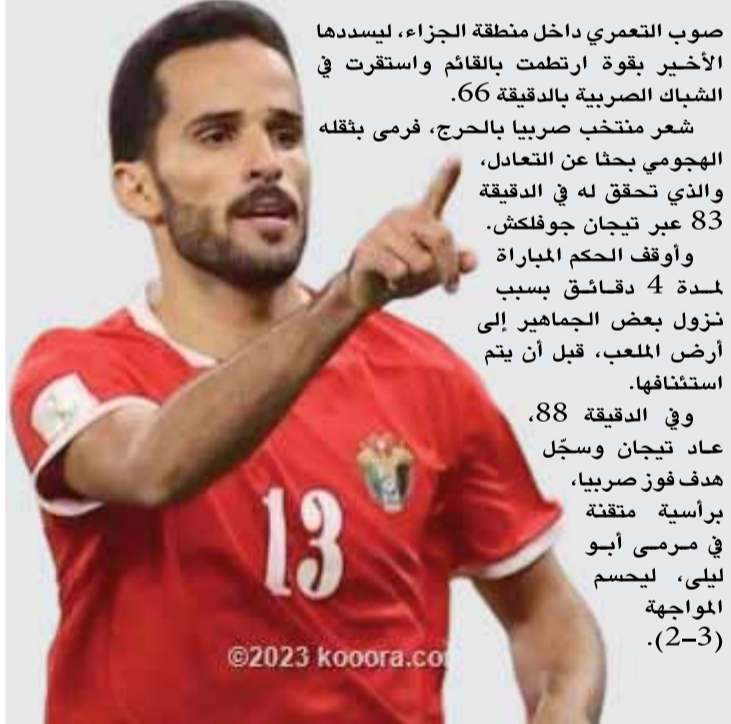 صوب التعمري داخل منطقة الجزاء، ليسددها
الأخير بقوة ارتطمت بالقائم واستقرت في
الشباك الصربية بالدقيقة 66.
شعر منتخب صربيا بالحرج، فرمى بثقله
الهجومي بحثا عن التعادل،
والذي تحقق له في الدقيقة
83 عبر تيجان جوفلكش.
وأوقف الحكم المباراة
لمدة 4 دقائق بسبب
نزول بعض الجماهير إلى
أرض الملعب، قبل أن يتم
استئنافها.
وفي الدقيقة 88،
عاد تيجان وسجّل
هدف فوز صربيا،
برأسية متقنة
في مرمى أبو
ليلى، ليحسم
المواجهة
(3-2).
13
©2023 kooora.co